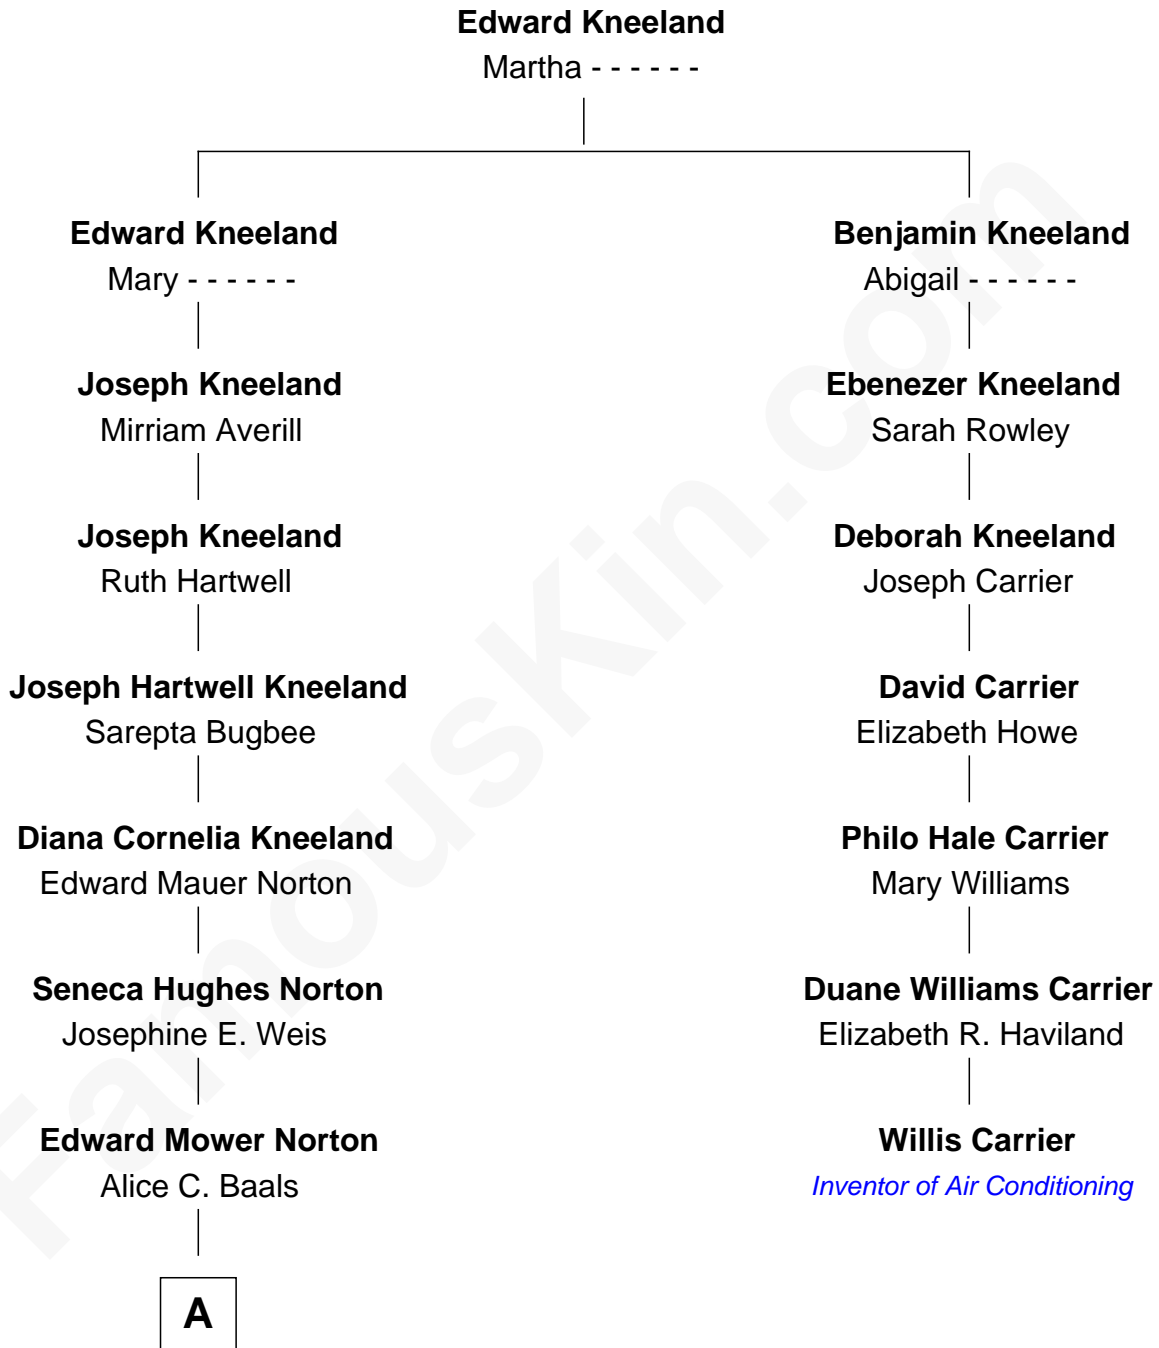 Edward Kneeland
Martha - - - - - -
Edward Kneeland
Mary - - - - - -
Benjamin Kneeland
Abigail - - - - - -
Joseph Kneeland
Mirriam Averill
Ebenezer Kneeland
Sarah Rowley
Joseph Kneeland
Ruth Hartwell
Deborah Kneeland
Joseph Carrier
Joseph Hartwell Kneeland
Sarepta Bugbee
David Carrier
Elizabeth Howe
Diana Cornelia Kneeland
Edward Mauer Norton
Philo Hale Carrier
Mary Williams
Seneca Hughes Norton
Josephine E. Weis
Duane Williams Carrier
Elizabeth R. Haviland
Edward Mower Norton
Alice C. Baals
Willis Carrier
Inventor of Air Conditioning
A
FamousKin.com